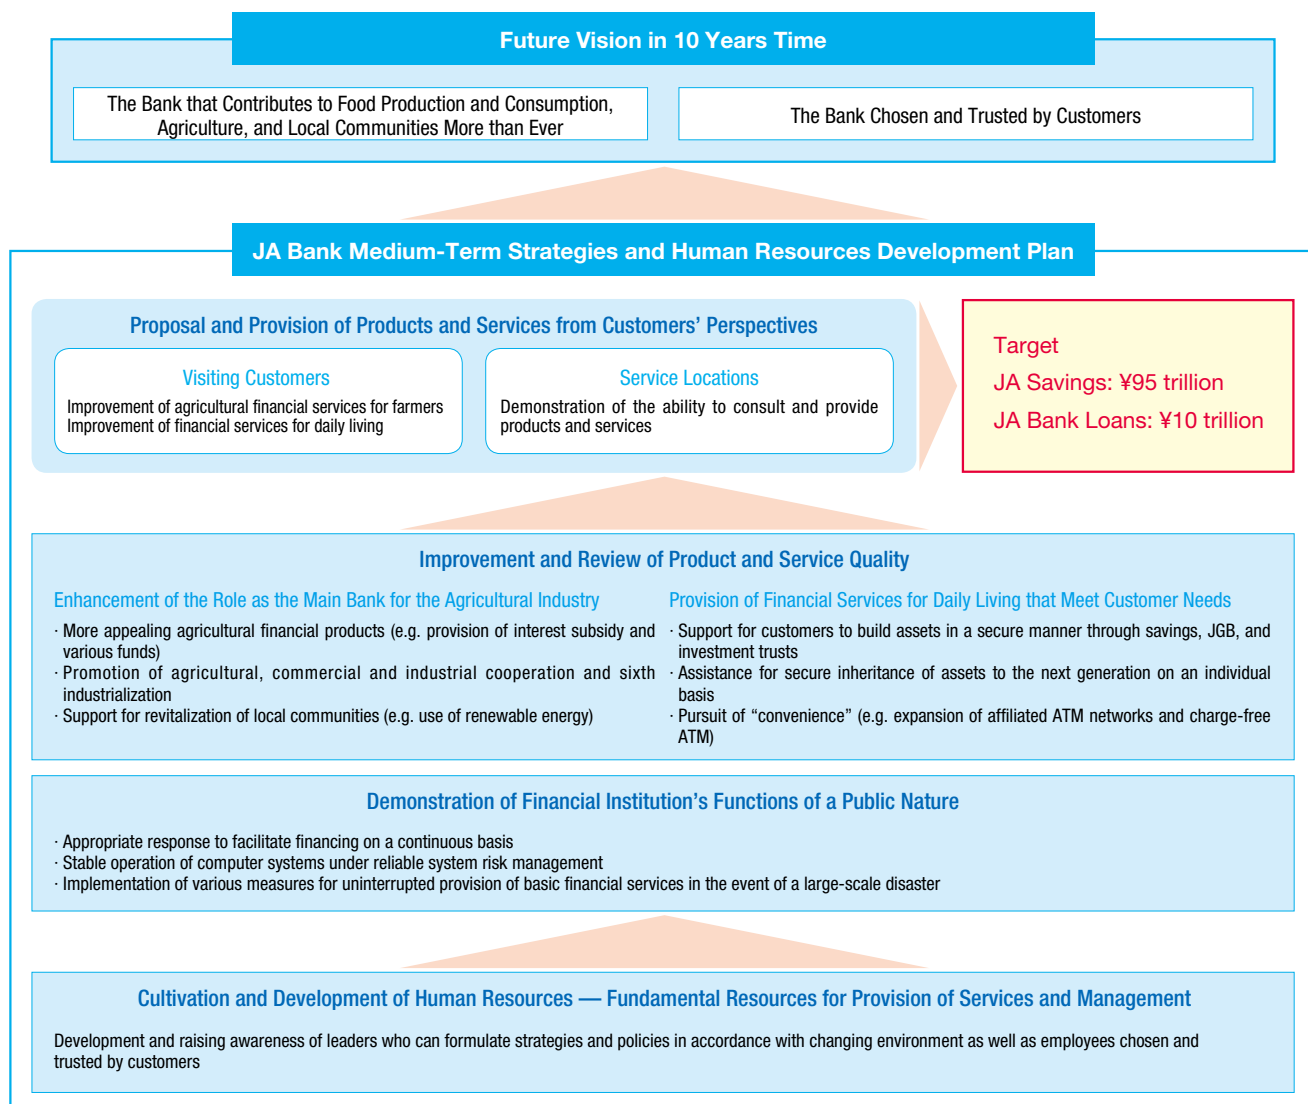 Future Vision in 10 Years Time
The Bank that Contributes to Food Production and Consumption,
Agriculture, and Local Communities More than Ever
The Bank Chosen and Trusted by Customers
JA Bank Medium-Term Strategies and Human Resources Development Plan
Proposal and Provision of Products and Services from Customers’ Perspectives
Visiting Customers
Improvement of agricultural financial services for farmers
Improvement of financial services for daily living
Service Locations
Demonstration of the ability to consult and provide
products and services
Target
JA Savings: ¥95 trillion
JA Bank Loans: ¥10 trillion
Improvement and Review of Product and Service Quality
Enhancement of the Role as the Main Bank for the Agricultural Industry
· More appealing agricultural financial products (e.g. provision of interest subsidy and
various funds)
· Promotion of agricultural, commercial and industrial cooperation and sixth
industrialization
· Support for revitalization of local communities (e.g. use of renewable energy)
Provision of Financial Services for Daily Living that Meet Customer Needs
· Support for customers to build assets in a secure manner through savings, JGB, and
investment trusts
· Assistance for secure inheritance of assets to the next generation on an individual
basis
· Pursuit of “convenience” (e.g. expansion of affiliated ATM networks and charge-free
ATM)
Demonstration of Financial Institution’s Functions of a Public Nature
· Appropriate response to facilitate financing on a continuous basis
· Stable operation of computer systems under reliable system risk management
· Implementation of various measures for uninterrupted provision of basic financial services in the event of a large-scale disaster
Cultivation and Development of Human Resources — Fundamental Resources for Provision of Services and Management
Development and raising awareness of leaders who can formulate strategies and policies in accordance with changing environment as well as employees chosen and
trusted by customers